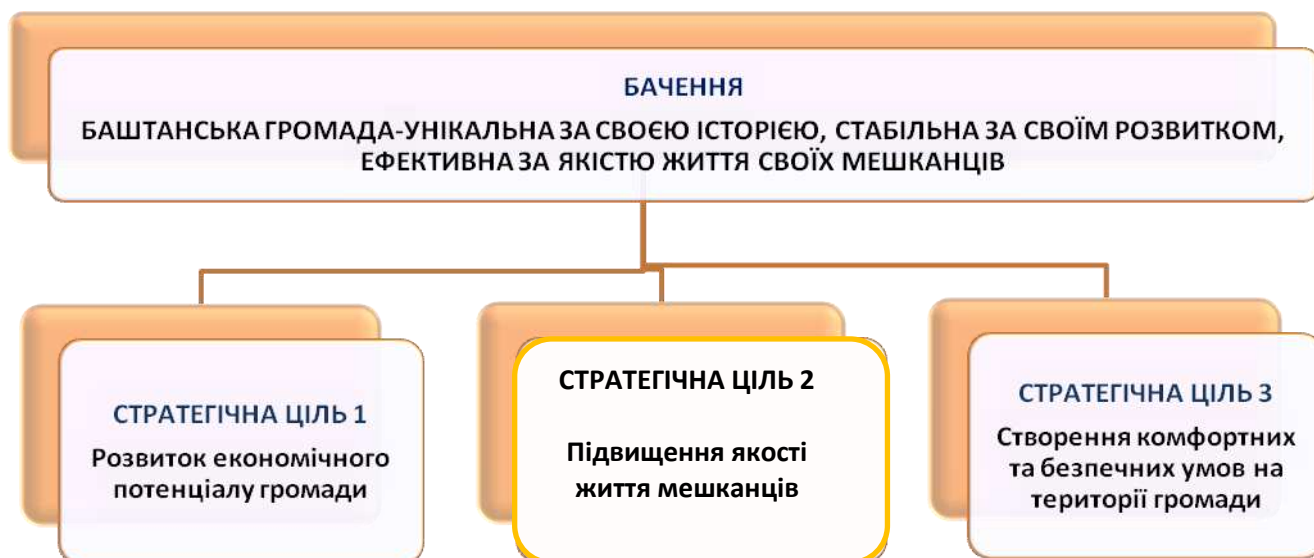 БАЧЕННЯ
БАШТАНСЬКА ГРОМАДА-УНІКАЛЬНА ЗА СВОЄЮ ІСТОРІЄЮ, СТАБІЛЬНА ЗА СВОЇМ РОЗВИТКОМ,
ЕФЕКТИВНА ЗА ЯКІСТЮ ЖИТТЯ СВОЇХ МЕШКАНЦІВ
СТРАТЕГІЧНА ЦІЛЬ 1
Розвиток економічного
потенціалу громади
СТРАТЕГІЧНА ЦІЛЬ 2
Підвищення якості
життя мешканців
СТРАТЕГІЧНА ЦІЛЬ 3
Створення комфортних
та безпечних умов на
території громади